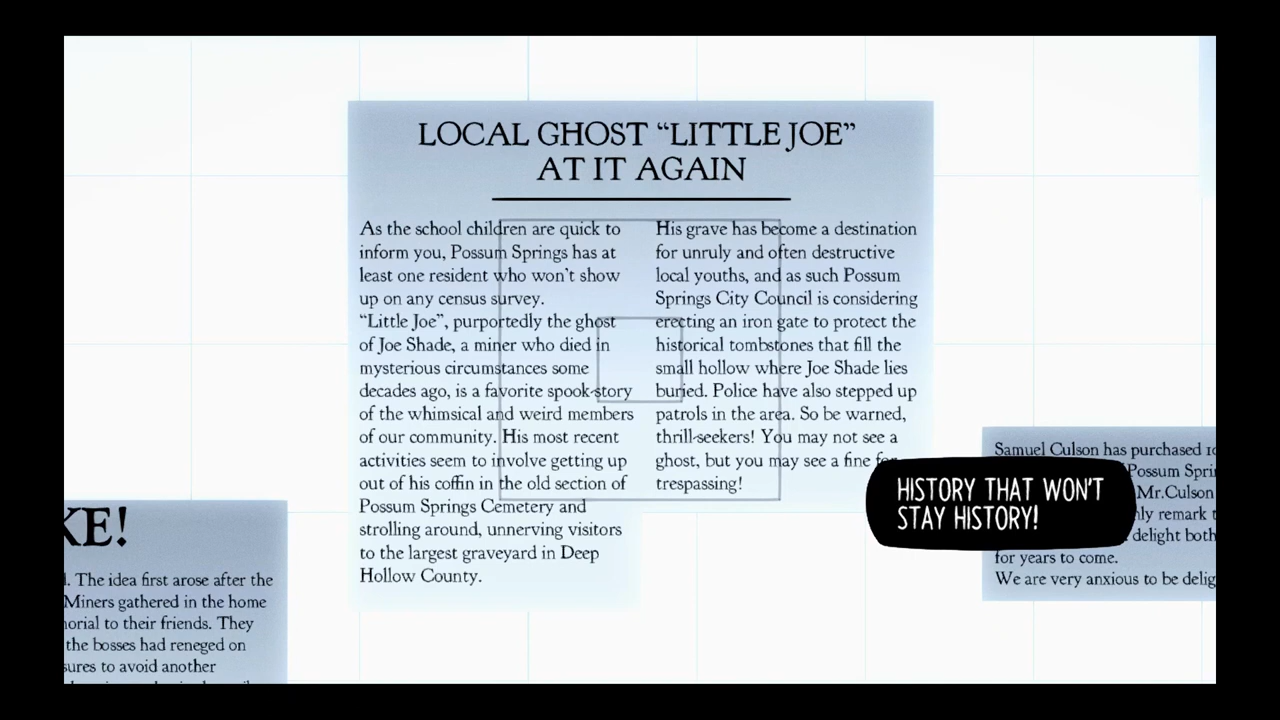 LOCAL GHOST “LITTLE JOE”
AT IT AGAIN
As the school children are quick to
inform you, Possum Springs has at
least one resident who won’t show
up on any census survey.
“Little Joe”, purportedly the ghost
of Joe Shade, a miner who died in
mysterious circumstances some
decades ago, is a favorite spook-story
of the whimsical and weird members
of our community. His most recent
activities seem to involve getting up
out of his coffin in the old section of
Possum Springs Cemetery and
strolling around, unnerving visitors
to the largest graveyard in Deep
Hollow County.
His grave has become a destination
for unruly and often destructive
local youths, and as such Possum
Springs City Council is considering
erecting an iron gate to protect the
historical tombstones that fill the
small hollow where Joe Shade lies
buried. Police have also stepped up
patrols in the area. So be warned,
thrill-seekers! You may not see a
ghost, but you may see a fine for
trespassing!
HISTORY THAT WON'T
STAY HISTORY!
Samuel Culson has purchased
Possum
Mr.Culson
remark
delight both
for years to come.
We are very anxious to be
KE!
. The idea first arose after the
Miners gathered in the home
to their friends. They
the bosses had reneged on
to avoid another